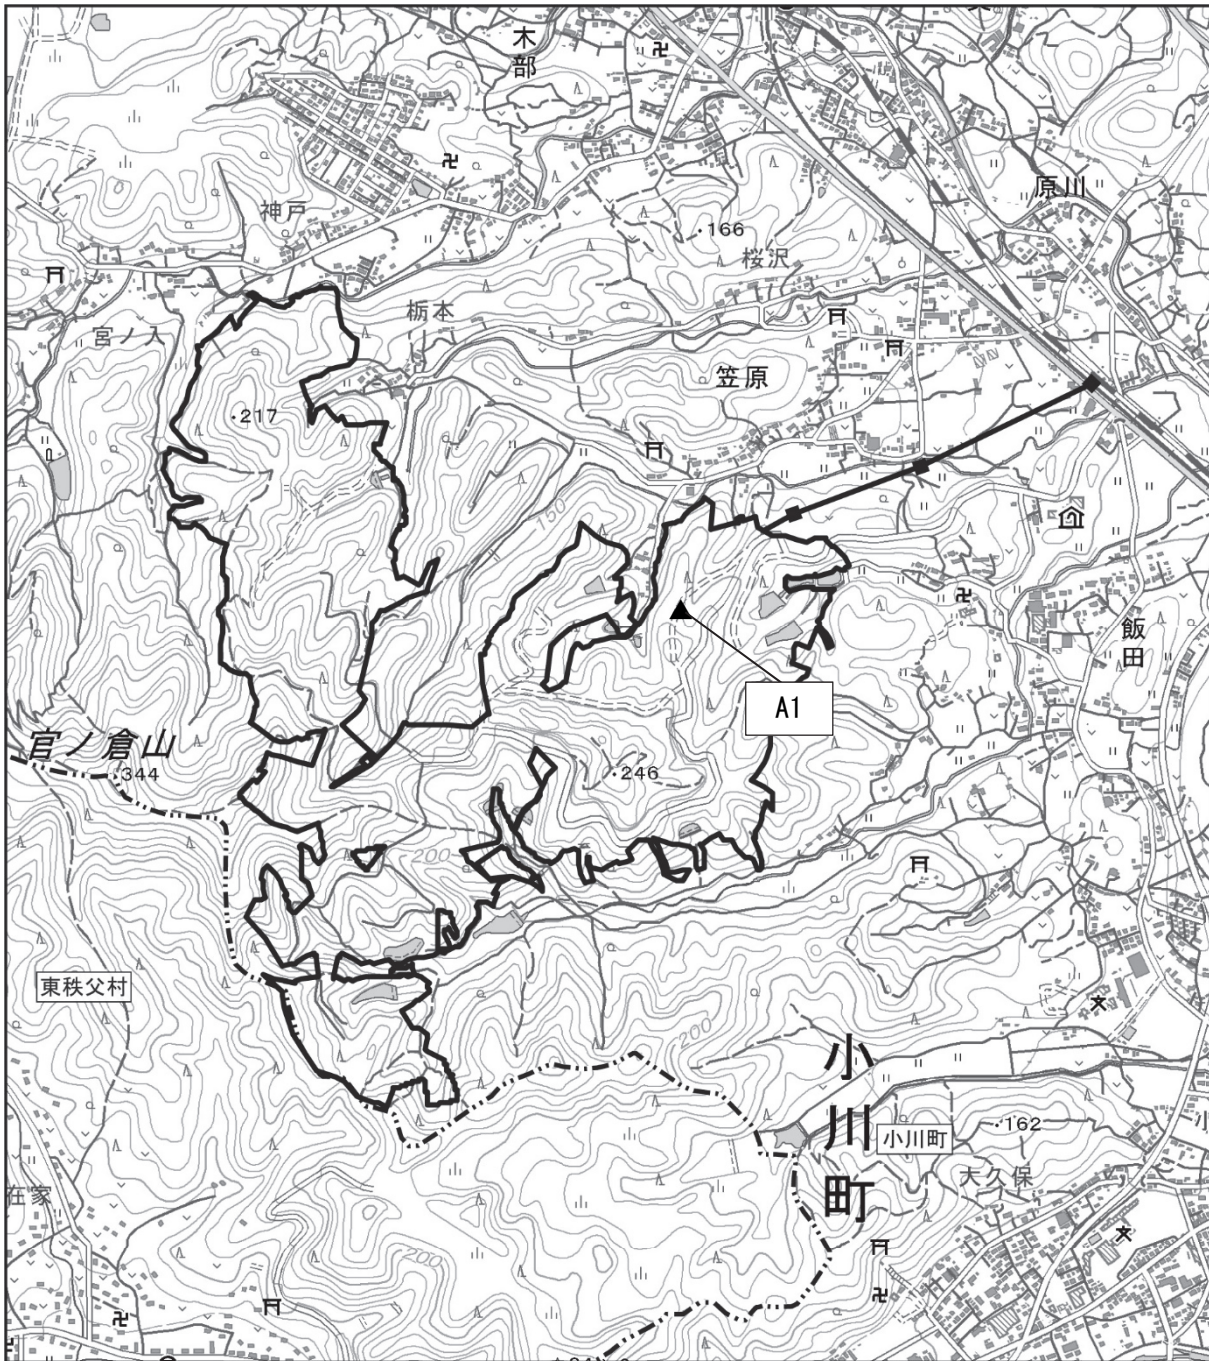 木部
原川
神戸
166
桜沢
栃本
宮ノ入
笠原
217
150
飯田
A1
官ノ倉山
344
246
200
東秩父村
200
小川町
小川町
162
大久保
在家
200